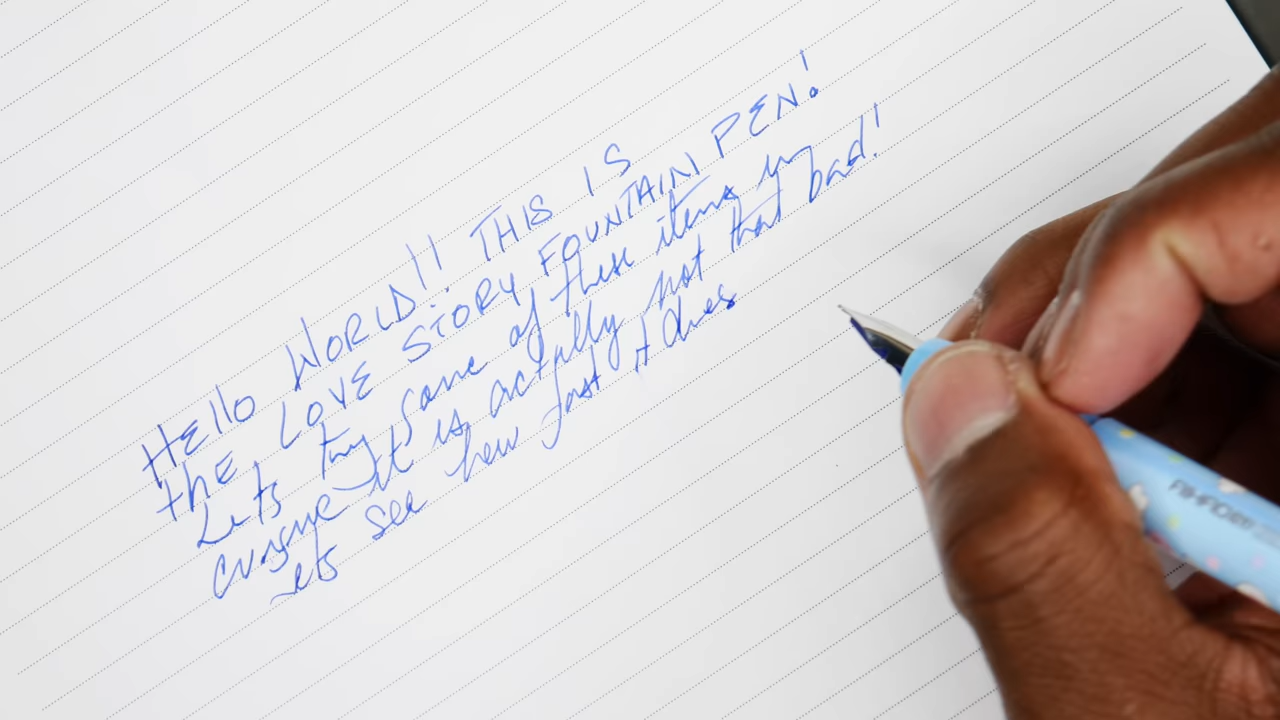 HEllo WORLD!! THIS IS
the LOVE STORY FOUNTAIN PEN!
Lets try some of these items in
cursive it is actually not that bad!
Lets see how fast it does